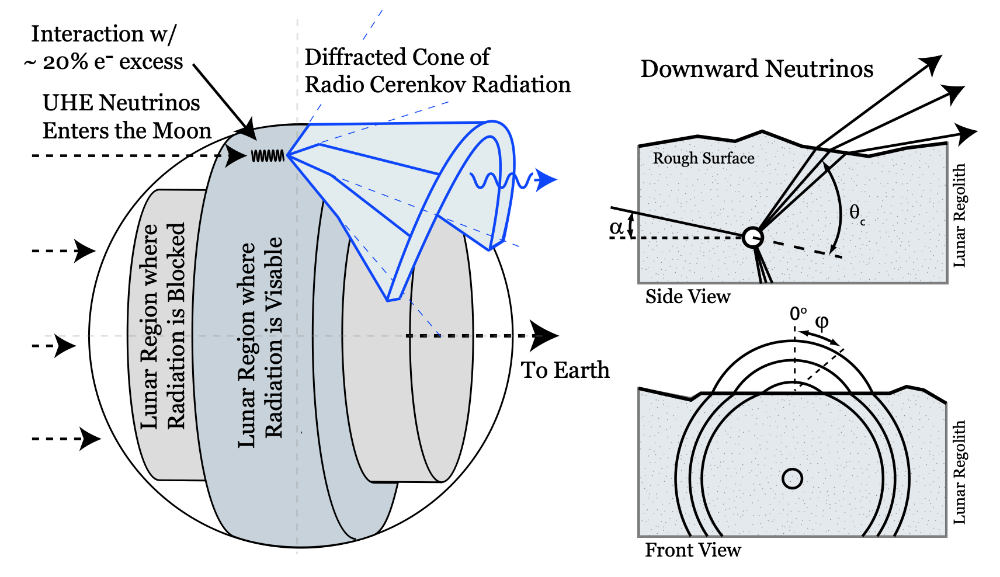 Interaction w/
~ 20% e⁻ excess
UHE Neutrinos
Enters the Moon
Diffracted Cone of
Radio Cerenkov Radiation
Lunar Region where
Radiation is Blocked
Lunar Region where
Radiation is Visable
To Earth
Downward Neutrinos
Rough Surface
α
θc
Lunar Regolith
Side View
0° φ
Lunar Regolith
Front View